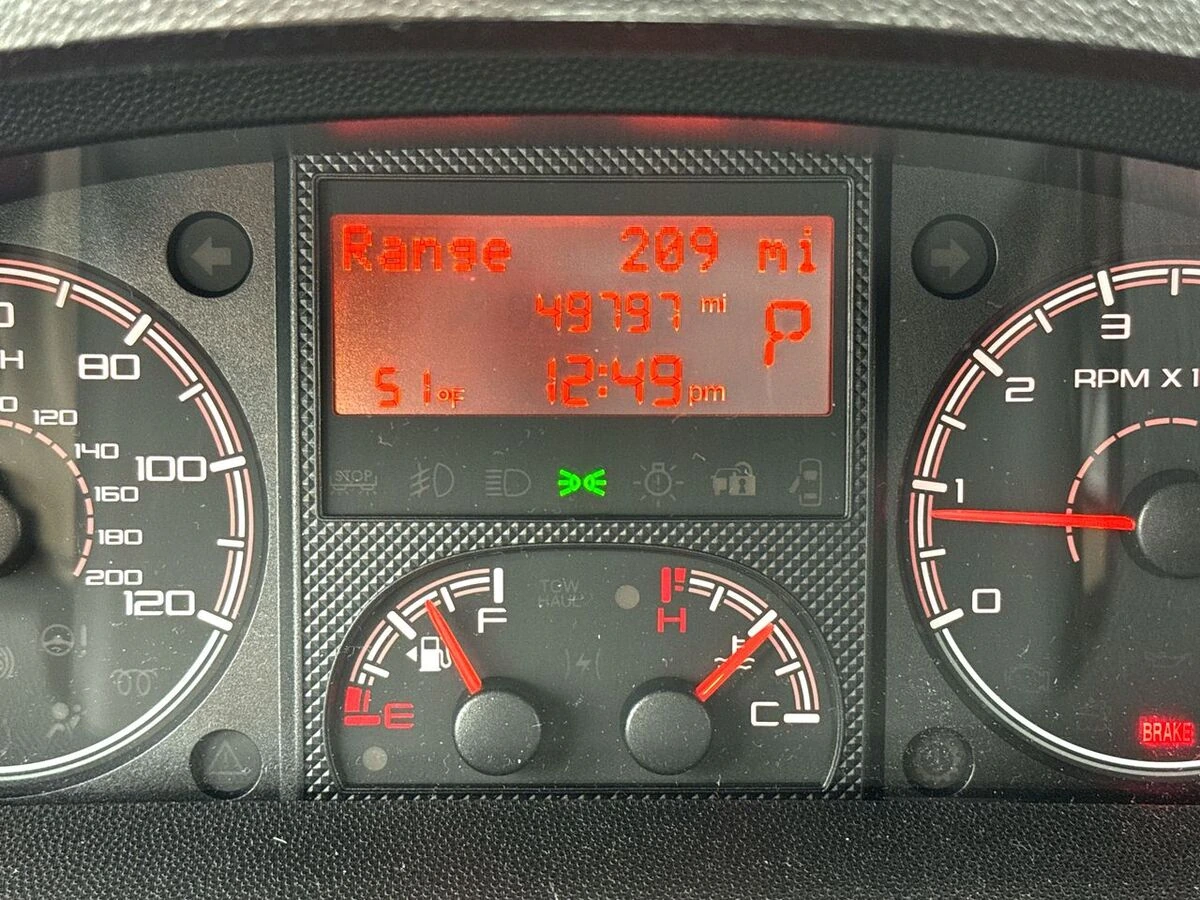 Range 209 mi
49797 mi P
51°F 12:49 pm
STOP
80
100
120
120
140
160
180
200
H
F
E
TOW
HAUL
H
C
3
2
1
0
RPM X 1
BRAKE